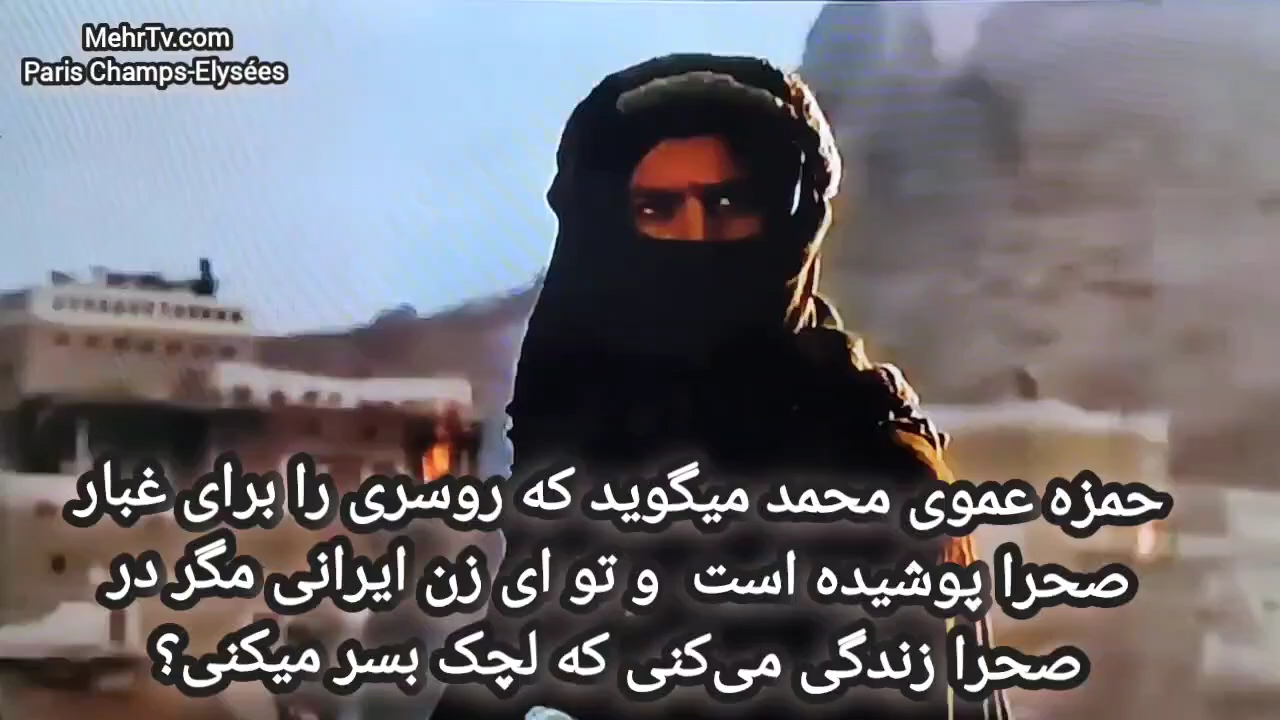 MehrTv.com
Paris Champs-Elysées
حمزه عموی محمد میگوید که روسری را برای غبار
صحرا پوشیده است و تو ای زن ایرانی مگر در
صحرا زندگی می‌کنی که لچک بسر میکنی؟